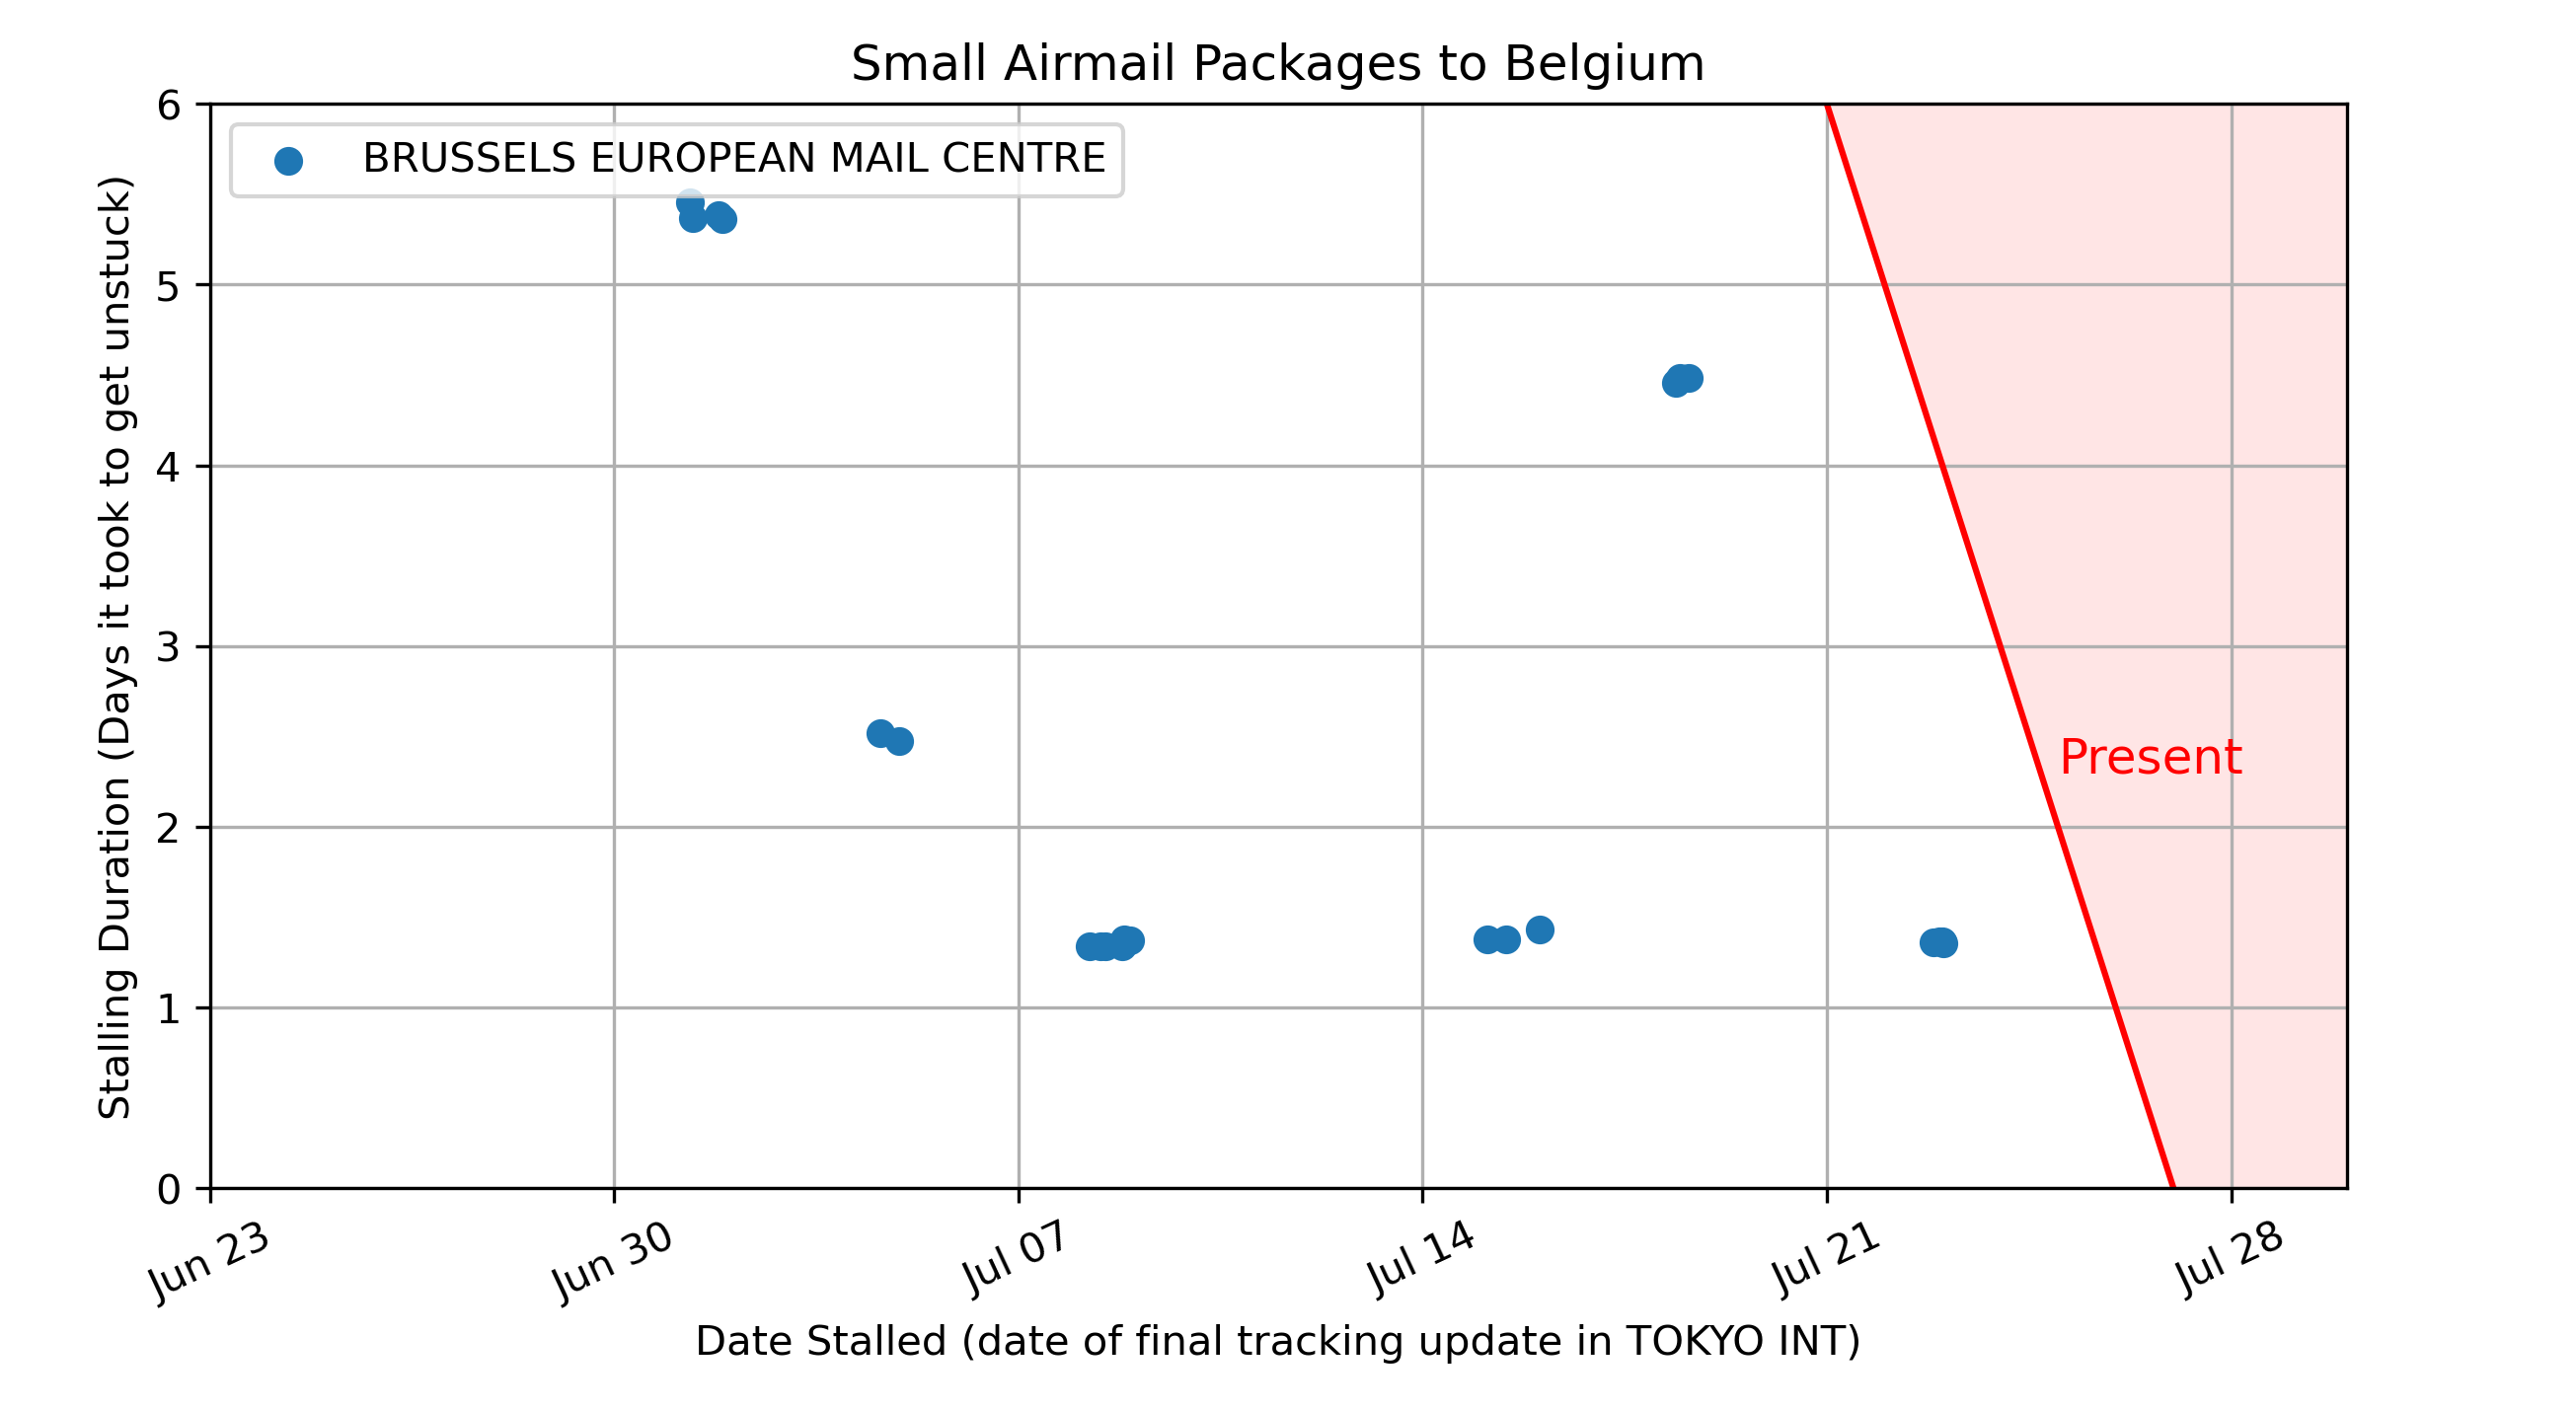 Small Airmail Packages to Belgium
BRUSSELS EUROPEAN MAIL CENTRE
Stalling Duration (Days it took to get unstuck)
6
5
4
3
2
1
0
Present
Jun 23
Jun 30
Jul 07
Jul 14
Jul 21
Jul 28
Date Stalled (date of final tracking update in TOKYO INT)